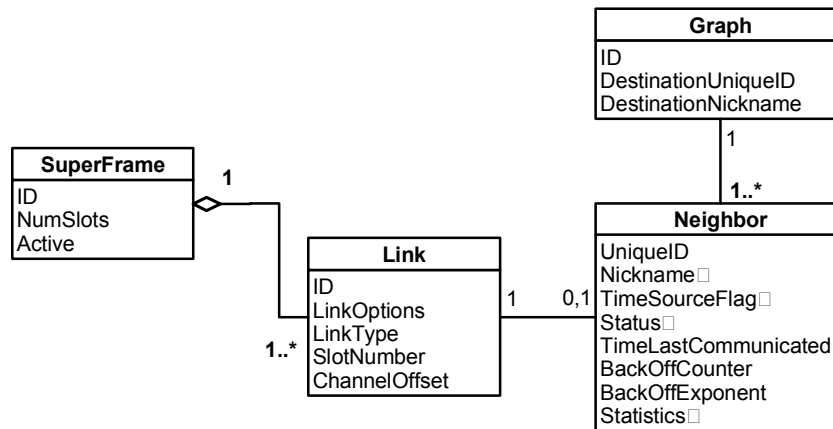 Graph
ID
DestinationUniqueID
DestinationNickname
1
1..*
SuperFrame
ID
NumSlots
Active
1
1..*
Link
ID
LinkOptions
LinkType
SlotNumber
ChannelOffset
1
0,1
Neighbor
UniqueID
Nickname□
TimeSourceFlag□
Status□
TimeLastCommunicated
BackOffCounter
BackOffExponent
Statistics□